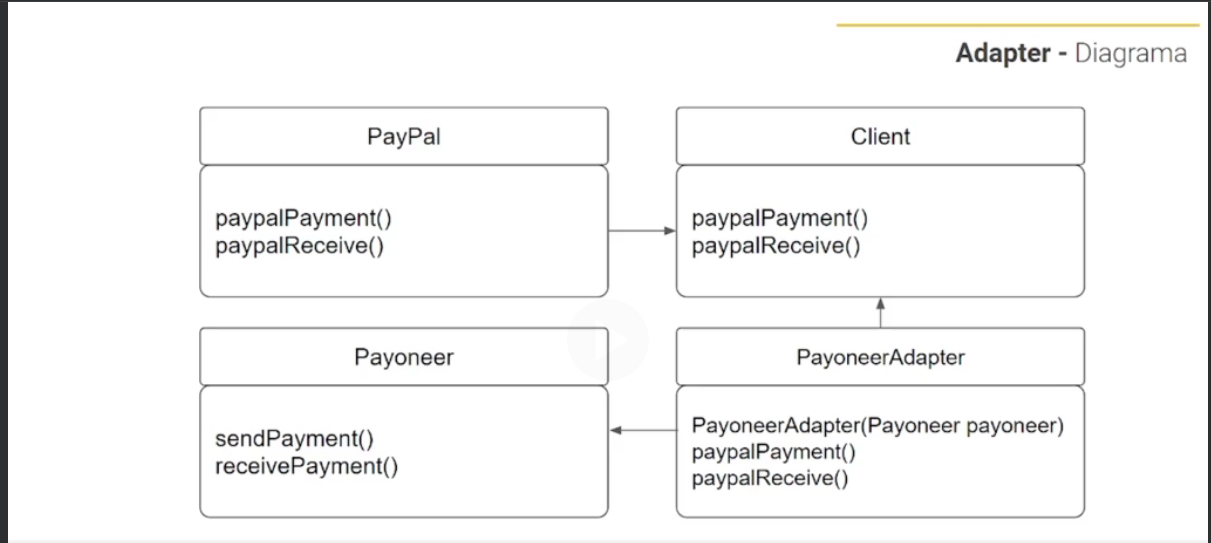 Adapter - Diagrama
PayPal
paypalPayment()
paypalReceive()
Client
paypalPayment()
paypalReceive()
Payoneer
sendPayment()
receivePayment()
PayoneerAdapter
PayoneerAdapter(Payoneer payoneer)
paypalPayment()
paypalReceive()